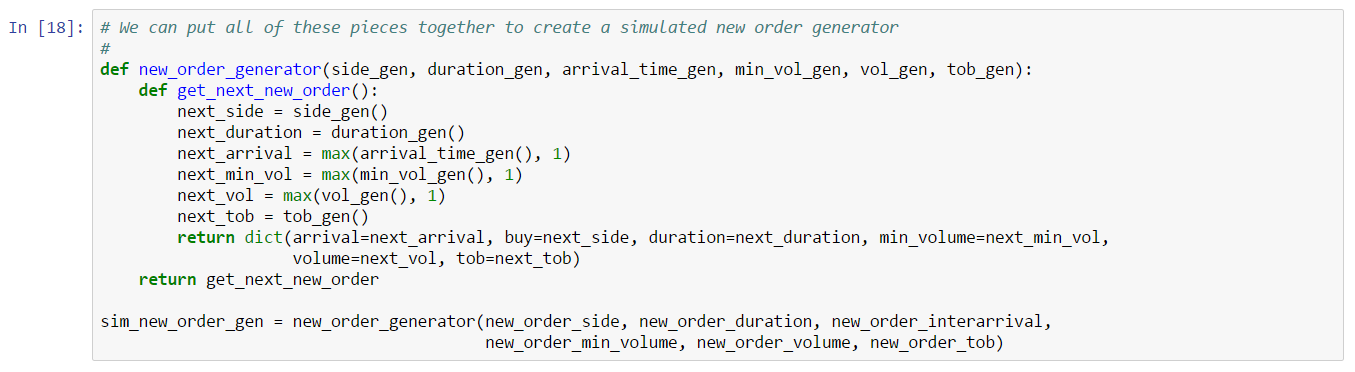 In [18]: # We can put all of these pieces together to create a simulated new order generator
#
def new_order_generator(side_gen, duration_gen, arrival_time_gen, min_vol_gen, vol_gen, tob_gen):
    def get_next_new_order():
        next_side = side_gen()
        next_duration = duration_gen()
        next_arrival = max(arrival_time_gen(), 1)
        next_min_vol = max(min_vol_gen(), 1)
        next_vol = max(vol_gen(), 1)
        next_tob = tob_gen()
        return dict(arrival=next_arrival, buy=next_side, duration=next_duration, min_volume=next_min_vol,
                    volume=next_vol, tob=next_tob)
    return get_next_new_order

sim_new_order_gen = new_order_generator(new_order_side, new_order_duration, new_order_interarrival,
                                        new_order_min_volume, new_order_volume, new_order_tob)